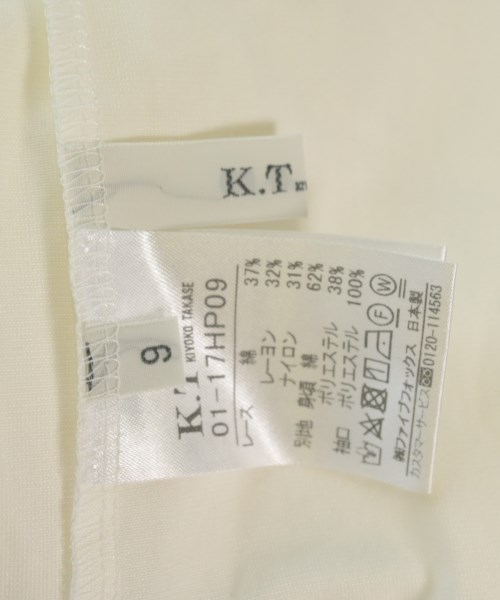 K.T
9
K.T
KIYOKO TAKASE
01-17HP09
レース 綿 37%
レーヨン 32%
ナイロン 31%
別地 身頃 綿 62%
ポリエステル 38%
袖口 ポリエステル 100%
㈱ファイブフォックス 日本製
カスタマーサービス 0120-114563